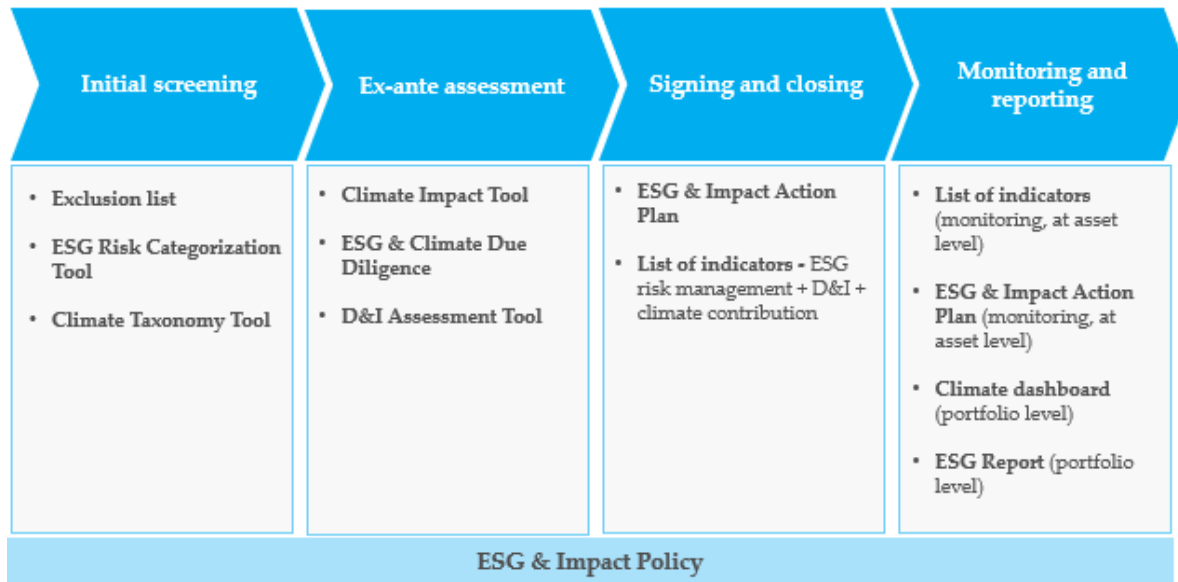 Initial screening
Ex-ante assessment
Signing and closing
Monitoring and
reporting
• Exclusion list
• ESG Risk Categorization
Tool
• Climate Taxonomy Tool
• Climate Impact Tool
• ESG & Climate Due
Diligence
• D&I Assessment Tool
• ESG & Impact Action
Plan
• List of indicators - ESG
risk management + D&I +
climate contribution
• List of indicators
(monitoring, at asset
level)
• ESG & Impact Action
Plan (monitoring, at
asset level)
• Climate dashboard
(portfolio level)
• ESG Report (portfolio
level)
ESG & Impact Policy